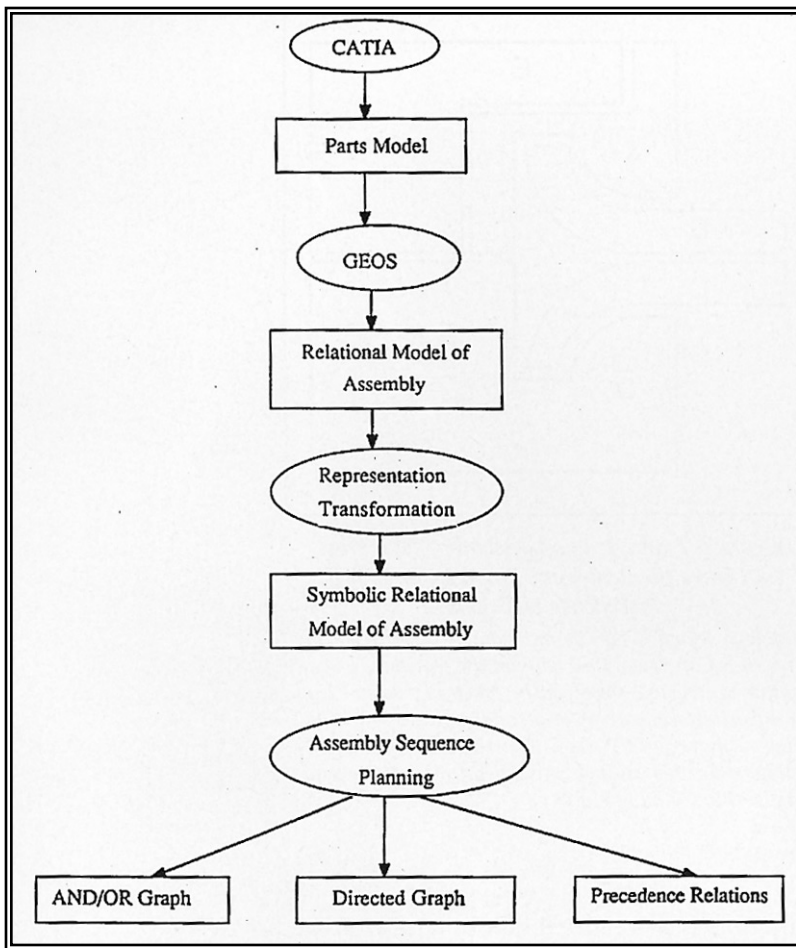 CATIA
Parts Model
GEOS
Relational Model of
Assembly
Representation
Transformation
Symbolic Relational
Model of Assembly
Assembly Sequence
Planning
AND/OR Graph
Directed Graph
Precedence Relations